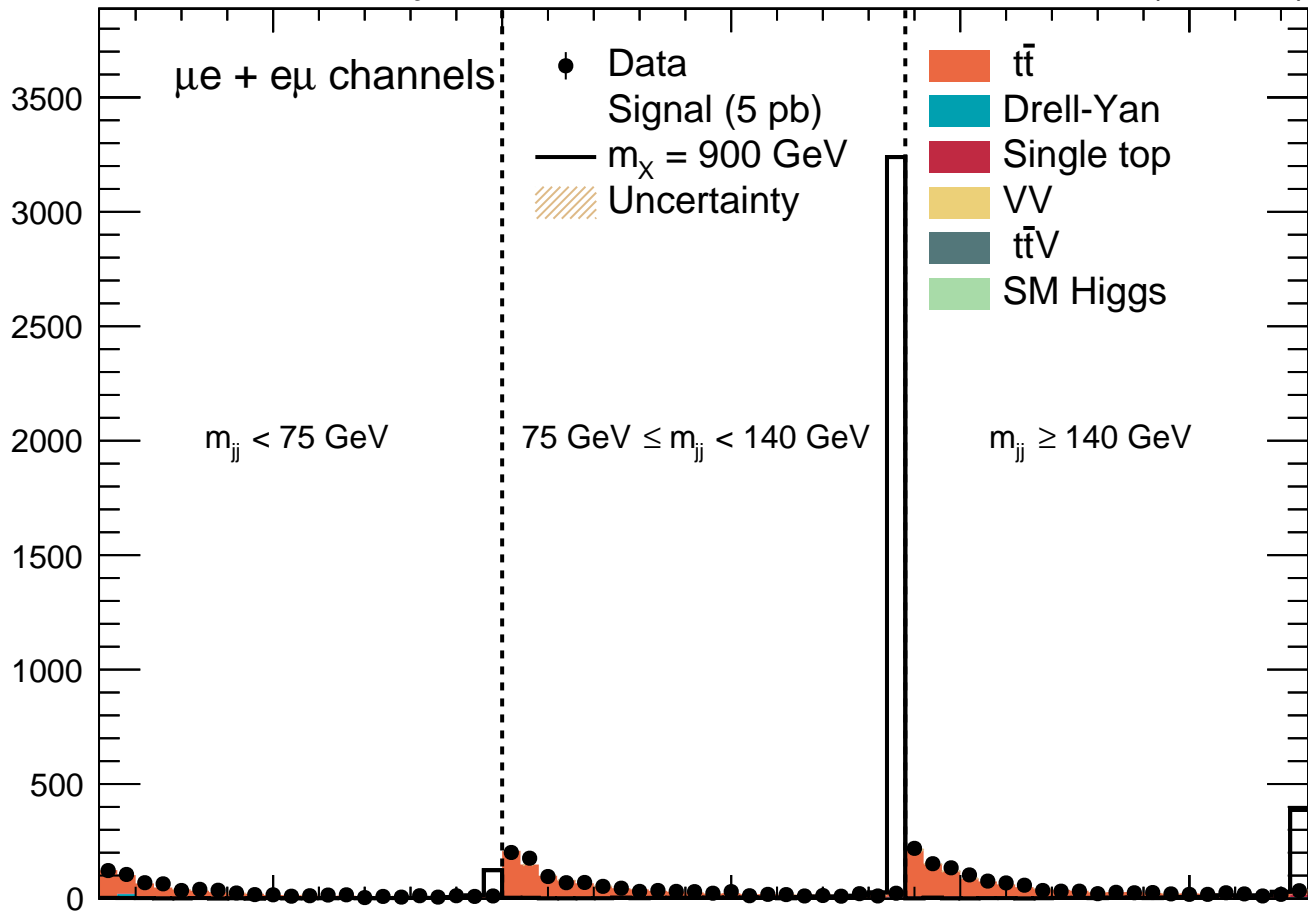 μe + eμ channels
Data
Signal (5 pb)
m_X = 900 GeV
Uncertainty
tt̄
Drell-Yan
Single top
VV
tt̄V
SM Higgs
m_jj < 75 GeV
75 GeV ≤ m_jj < 140 GeV
m_jj ≥ 140 GeV
3500
3000
2500
2000
1500
1000
500
0